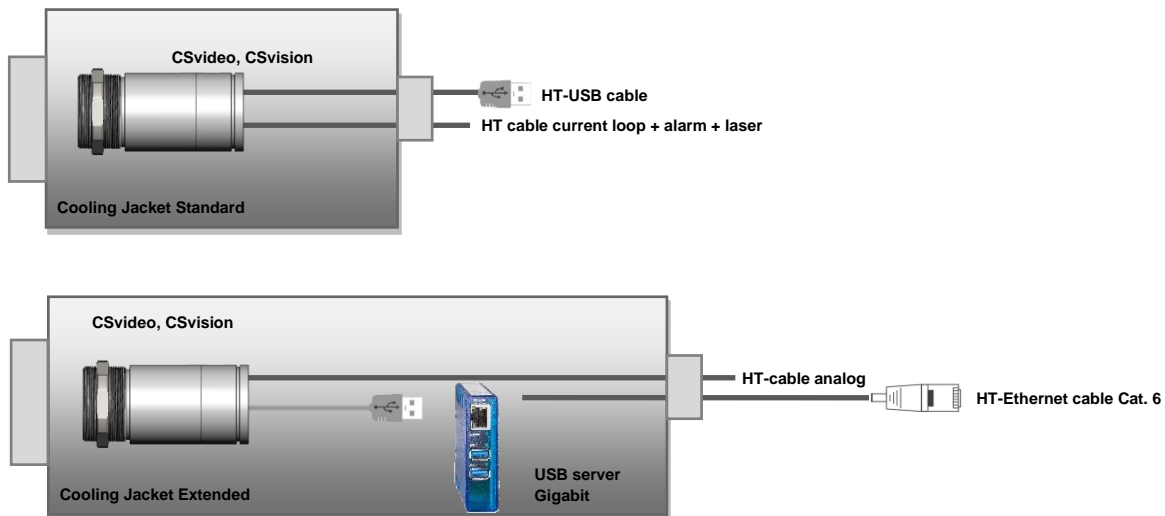 CSvideo, CSvision
HT-USB cable
HT cable current loop + alarm + laser
Cooling Jacket Standard
CSvideo, CSvision
HT-cable analog
HT-Ethernet cable Cat. 6
USB server
Gigabit
Cooling Jacket Extended